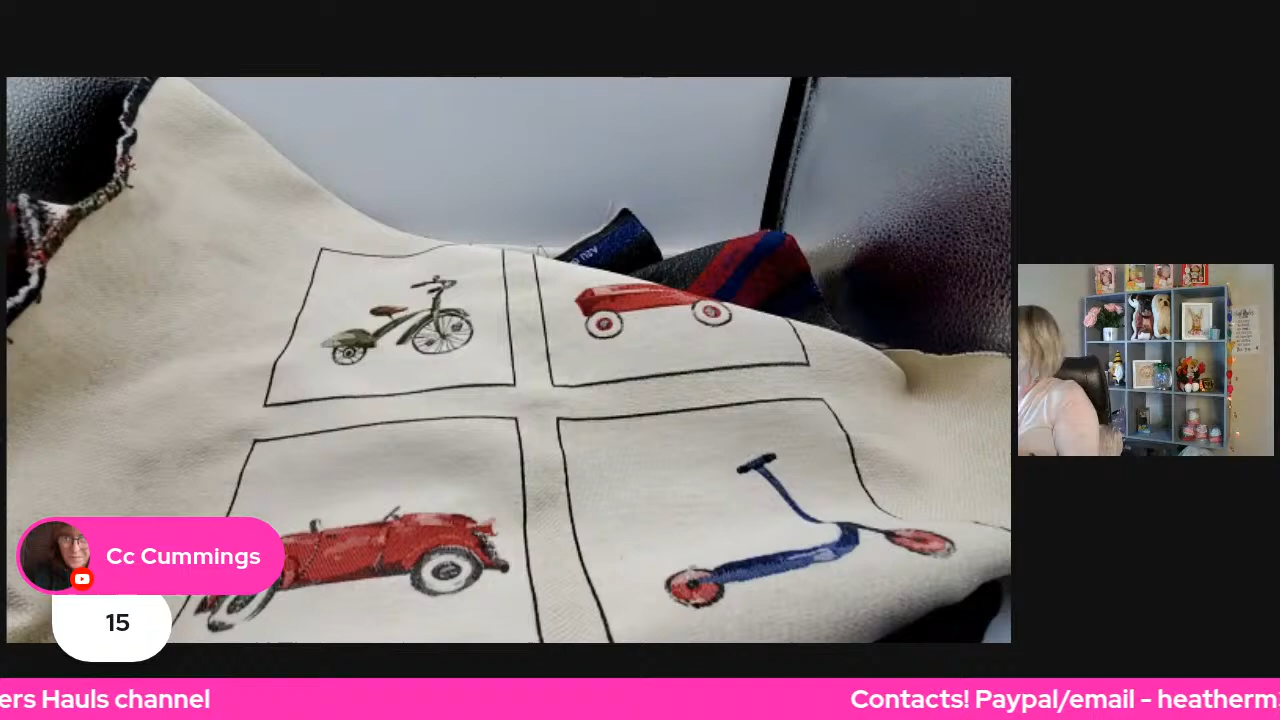 Cc Cummings
15
ers Hauls channel
Contacts! Paypal/email - heatherm